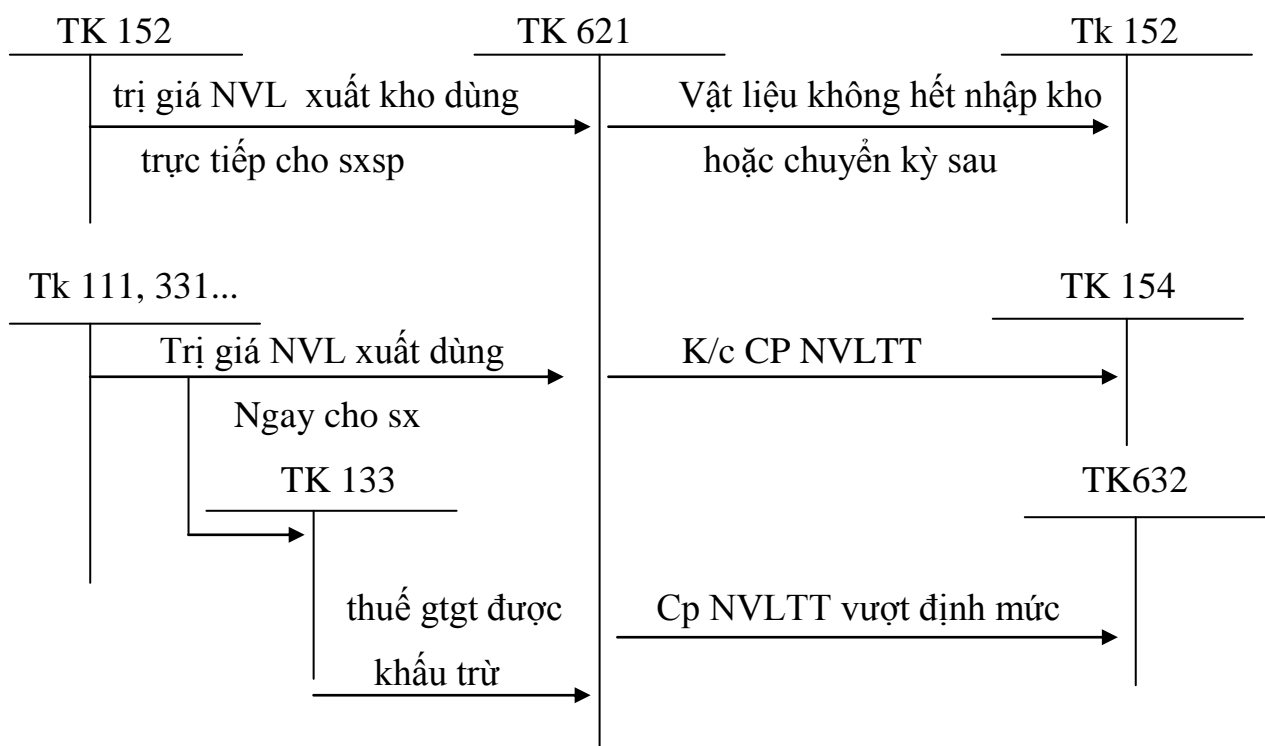 TK 152
TK 621
Tk 152
trị giá NVL xuất kho dùng
Vật liệu không hết nhập kho
trực tiếp cho sxsp
hoặc chuyển kỳ sau
Tk 111, 331...
TK 154
Trị giá NVL xuất dùng
K/c CP NVLTT
Ngay cho sx
TK 133
TK632
thuế gtgt được
Cp NVLTT vượt định mức
khấu trừ